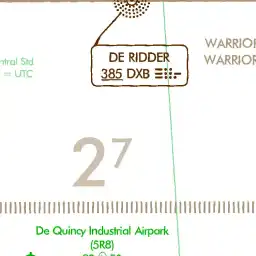 DE RIDDER
385 DXB
WARRIOR
WARRIOR
ntral Std
= UTC
27
De Quincy Industrial Airpark
(5R8)